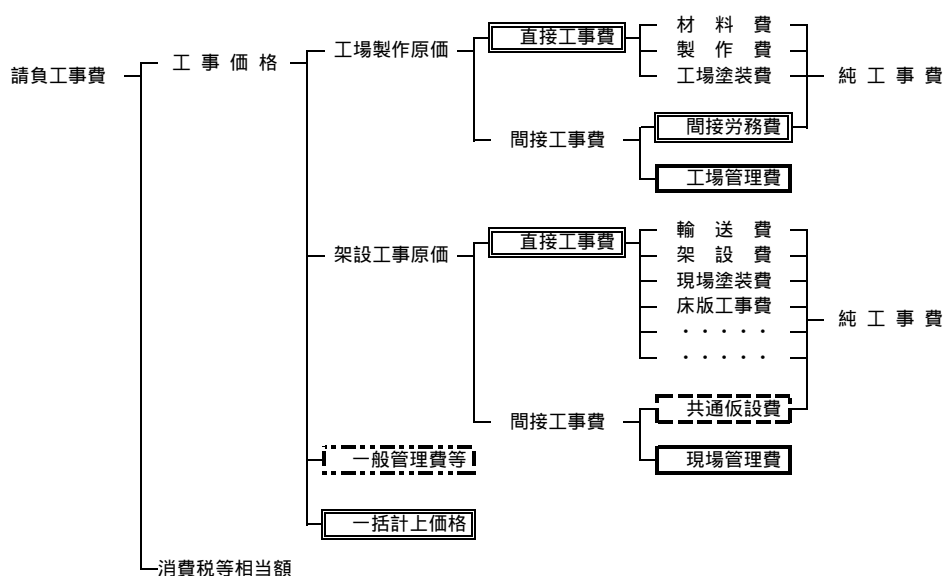 請負工事費
工事価格
工場製作原価
直接工事費
材料費
製作費
工場塗装費
純工事費
間接工事費
間接労務費
工場管理費
架設工事原価
直接工事費
輸送費
架設費
現場塗装費
床版工事費
・・・・・
・・・・・
純工事費
間接工事費
共通仮設費
現場管理費
一般管理費等
一括計上価格
消費税等相当額